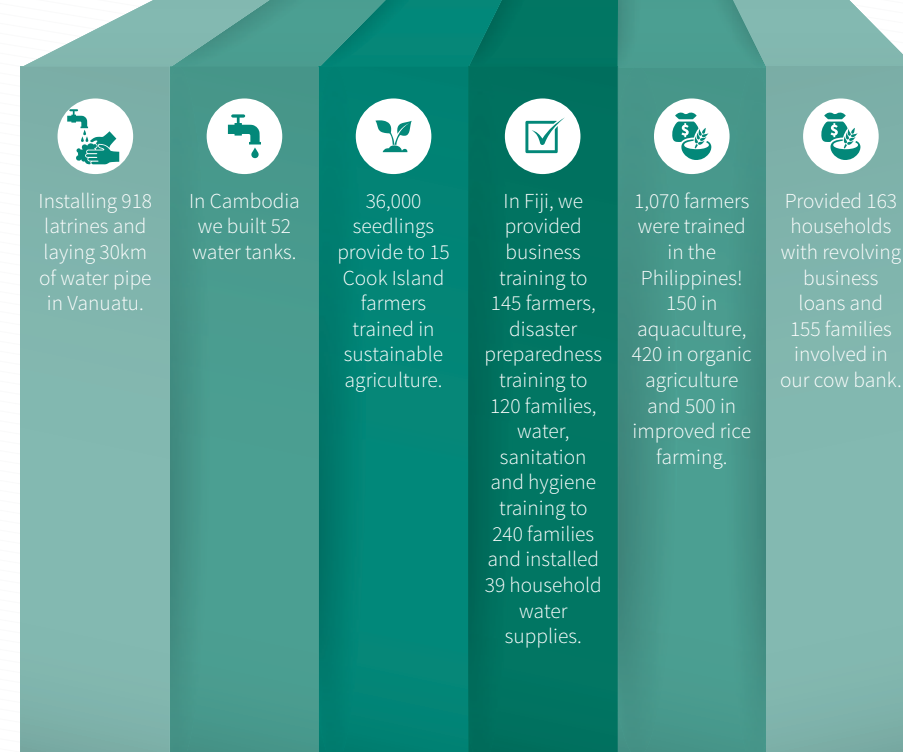 Installing 918
latrines and
laying 30km
of water pipe
in Vanuatu.
In Cambodia
we built 52
water tanks.
36,000
seedlings
provide to 15
Cook Island
farmers
trained in
sustainable
agriculture.
In Fiji, we
provided
business
training to
145 farmers,
disaster
preparedness
training to
120 families,
water,
sanitation
and hygiene
training to
240 families
and installed
39 household
water
supplies.
$
1,070 farmers
were trained
in the
Philippines!
150 in
aquaculture,
420 in organic
agriculture
and 500 in
improved rice
farming.
$
Provided 163
households
with revolving
business
loans and
155 families
involved in
our cow bank.